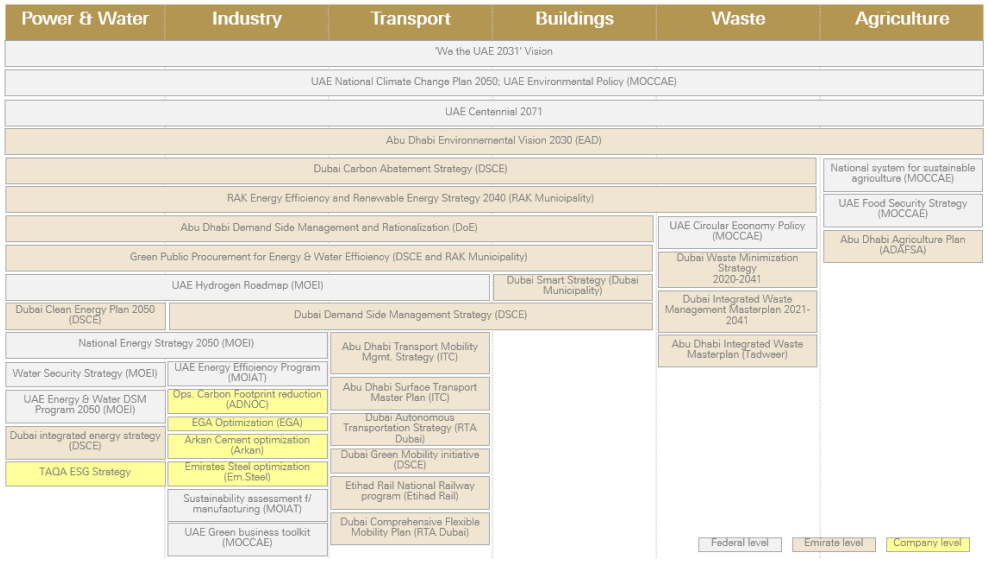 Power & Water
Industry
Transport
Buildings
Waste
Agriculture
'We the UAE 2031' Vision
UAE National Climate Change Plan 2050; UAE Environmental Policy (MOCCAE)
UAE Centennial 2071
Abu Dhabi Environnemental Vision 2030 (EAD)
Dubai Carbon Abatement Strategy (DSCE)
National system for sustainable
agriculture (MOCCAE)
RAK Energy Efficiency and Renewable Energy Strategy 2040 (RAK Municipality)
UAE Food Security Strategy
(MOCCAE)
Abu Dhabi Demand Side Management and Rationalization (DoE)
UAE Circular Economy Policy
(MOCCAE)
Abu Dhabi Agriculture Plan
(ADAFSA)
Green Public Procurement for Energy & Water Efficiency (DSCE and RAK Municipality)
Dubai Waste Minimization
Strategy
2020-2041
UAE Hydrogen Roadmap (MOEI)
Dubai Smart Strategy (Dubai
Municipality)
Dubai Integrated Waste
Management Masterplan 2021-
2041
Dubai Clean Energy Plan 2050
(DSCE)
Dubai Demand Side Management Strategy (DSCE)
Abu Dhabi Integrated Waste
Masterplan (Tadweer)
National Energy Strategy 2050 (MOEI)
Abu Dhabi Transport Mobility
Mgmt. Strategy (ITC)
Water Security Strategy (MOEI)
UAE Energy Efficiency Program
(MOIAT)
Abu Dhabi Surface Transport
Master Plan (ITC)
UAE Energy & Water DSM
Program 2050 (MOEI)
Ops. Carbon Footprint reduction
(ADNOC)
EGA Optimization (EGA)
Dubai Autonomous
Transportation Strategy (RTA
Dubai)
Dubai integrated energy strategy
(DSCE)
Arkan Cement optimization
(Arkan)
Dubai Green Mobility initiative
(DSCE)
TAQA ESG Strategy
Emirates Steel optimization
(Em.Steel)
Etihad Rail National Railway
program (Etihad Rail)
Sustainability assessment f/
manufacturing (MOIAT)
Dubai Comprehensive Flexible
Mobility Plan (RTA Dubai)
UAE Green business toolkit
(MOCCAE)
Federal level
Emirate level
Company level